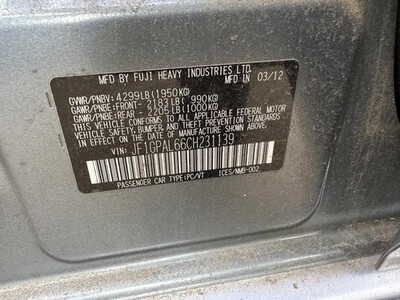 MFD BY FUJI HEAVY INDUSTRIES LTD.
MFD IN 03/12
GVWR/PNBV: 4299LB(1950KG)
GAWR/PNBE:FRONT- 2183LB( 990KG)
GAWR/PNBE:REAR - 2205LB(1000KG)
THIS VEHICLE CONFORMS TO ALL APPLICABLE FEDERAL MOTOR
VEHICLE SAFETY, BUMPER, AND THEFT PREVENTION STANDARDS
IN EFFECT ON THE DATE OF MANUFACTURE SHOWN ABOVE.
VIN: JF1GPAL66CH231139
PASSENGER CAR TYPE:PC/VT ICES/NMB-002